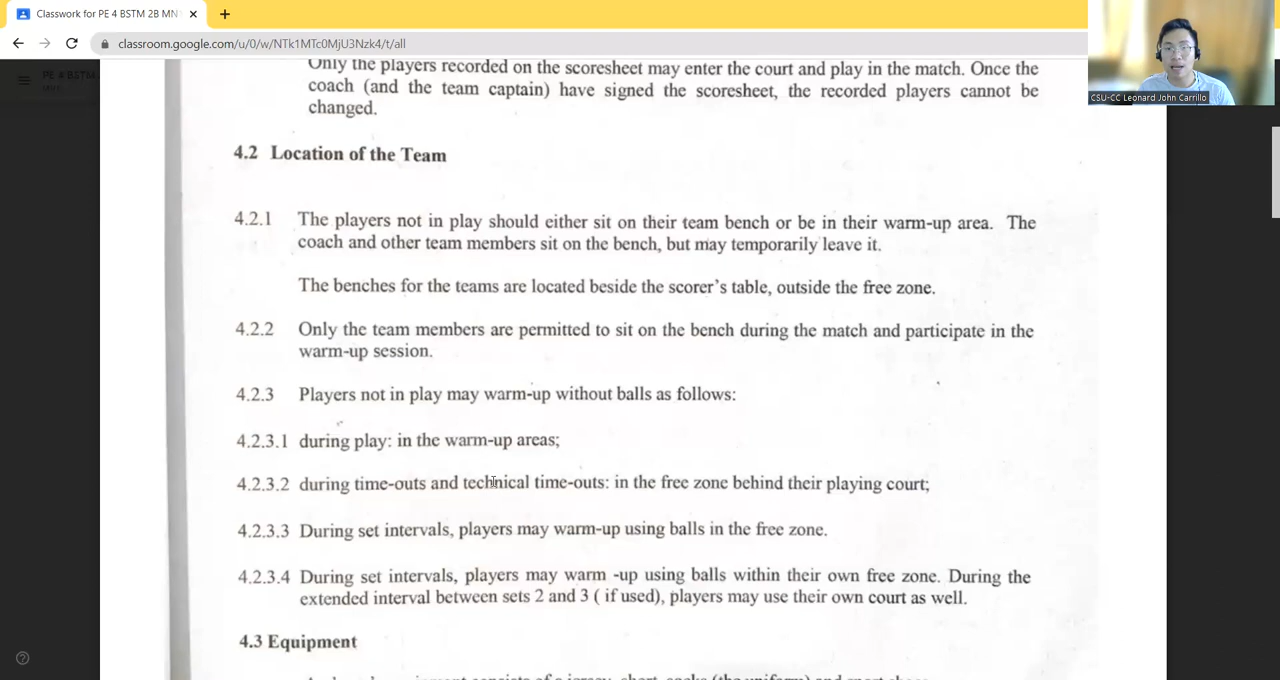 Classwork for PE 4 BSTM 2B MN
classroom.google.com/u/0/w/NTk1MTc0MjU3Nzk4/t/all
PE 4 BSTM
CSU-CC Leonard John Carrillo
Only the players recorded on the scoresheet may enter the court and play in the match. Once the
coach (and the team captain) have signed the scoresheet, the recorded players cannot be
changed.
4.2 Location of the Team
4.2.1 The players not in play should either sit on their team bench or be in their warm-up area. The
coach and other team members sit on the bench, but may temporarily leave it.
The benches for the teams are located beside the scorer's table, outside the free zone.
4.2.2 Only the team members are permitted to sit on the bench during the match and participate in the
warm-up session.
4.2.3 Players not in play may warm-up without balls as follows:
4.2.3.1 during play: in the warm-up areas;
4.2.3.2 during time-outs and technical time-outs: in the free zone behind their playing court;
4.2.3.3 During set intervals, players may warm-up using balls in the free zone.
4.2.3.4 During set intervals, players may warm -up using balls within their own free zone. During the
extended interval between sets 2 and 3 ( if used), players may use their own court as well.
4.3 Equipment